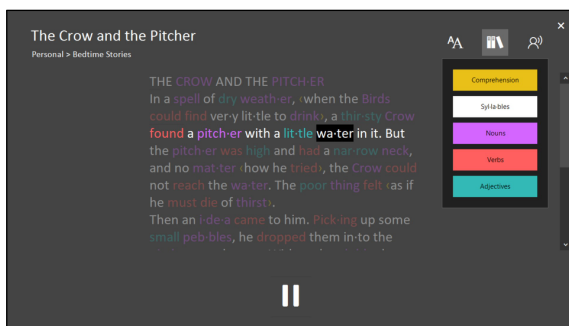 The Crow and the Pitcher
Personal > Bedtime Stories
THE CROW AND THE PITCH·ER
In a spell of dry weath·er, ‹when the Birds
could find ver·y lit·tle to drink›, a thir·sty Crow
found a pitch·er with a lit·tle wa·ter in it. But
the pitch·er was high and had a nar·row neck,
and no mat·ter ‹how he tried›, the Crow could
not reach the wa·ter. The poor thing felt ‹as if
he must die of thirst›.
Then an i·de·a came to him. Pick·ing up some
small peb·bles, he dropped them in·to the
AA
Comprehension
Syl·la·bles
Nouns
Verbs
Adjectives